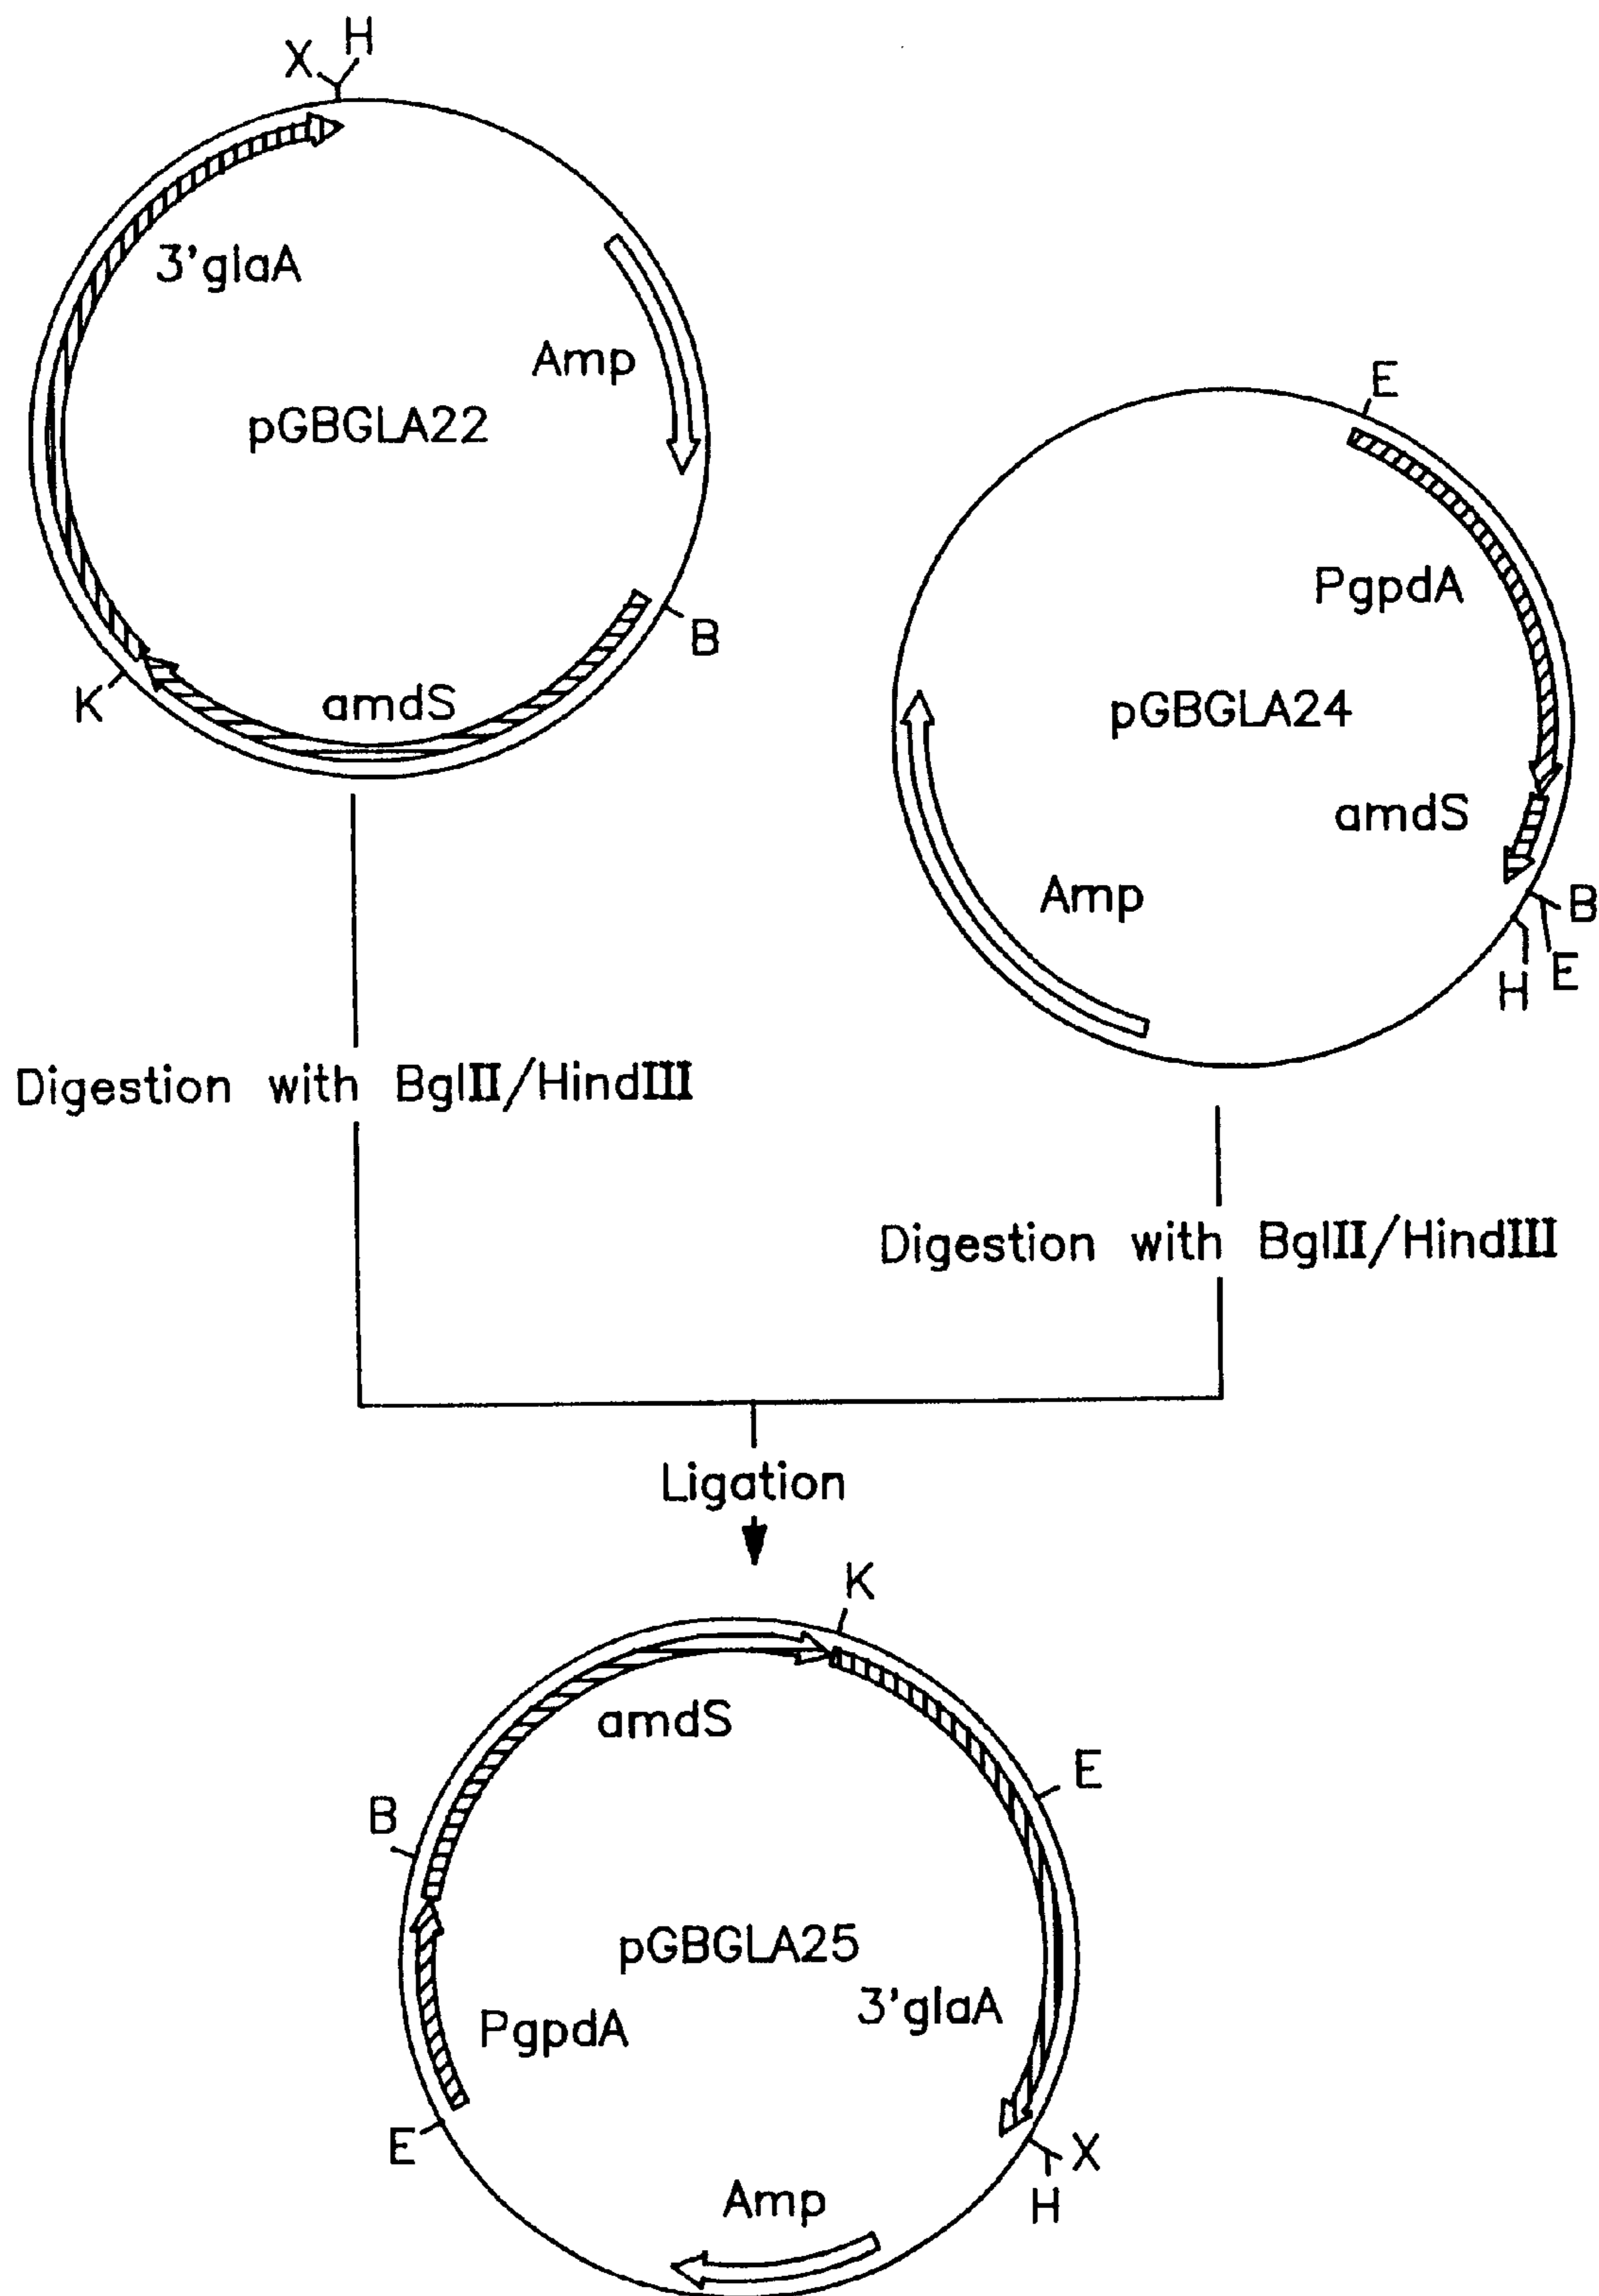 X H
3'glaA
Amp
pGBGLA22
B
K
amdS
E
PgpdA
pGBGLA24
amdS
Amp
B
H E
Digestion with BglII/HindIII
Digestion with BglII/HindIII
Ligation
K
amdS
E
B
pGBGLA25
3'glaA
PgpdA
E
X
H
Amp